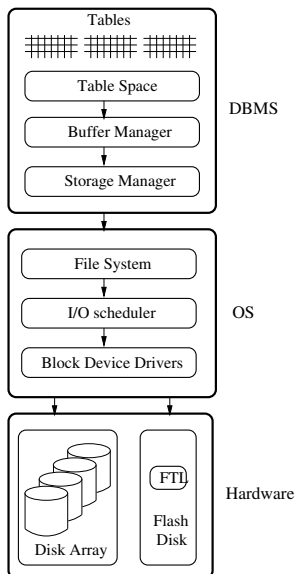 Tables
Table Space
Buffer Manager
Storage Manager
DBMS
File System
I/O scheduler
Block Device Drivers
OS
Disk Array
FTL
Flash
Disk
Hardware